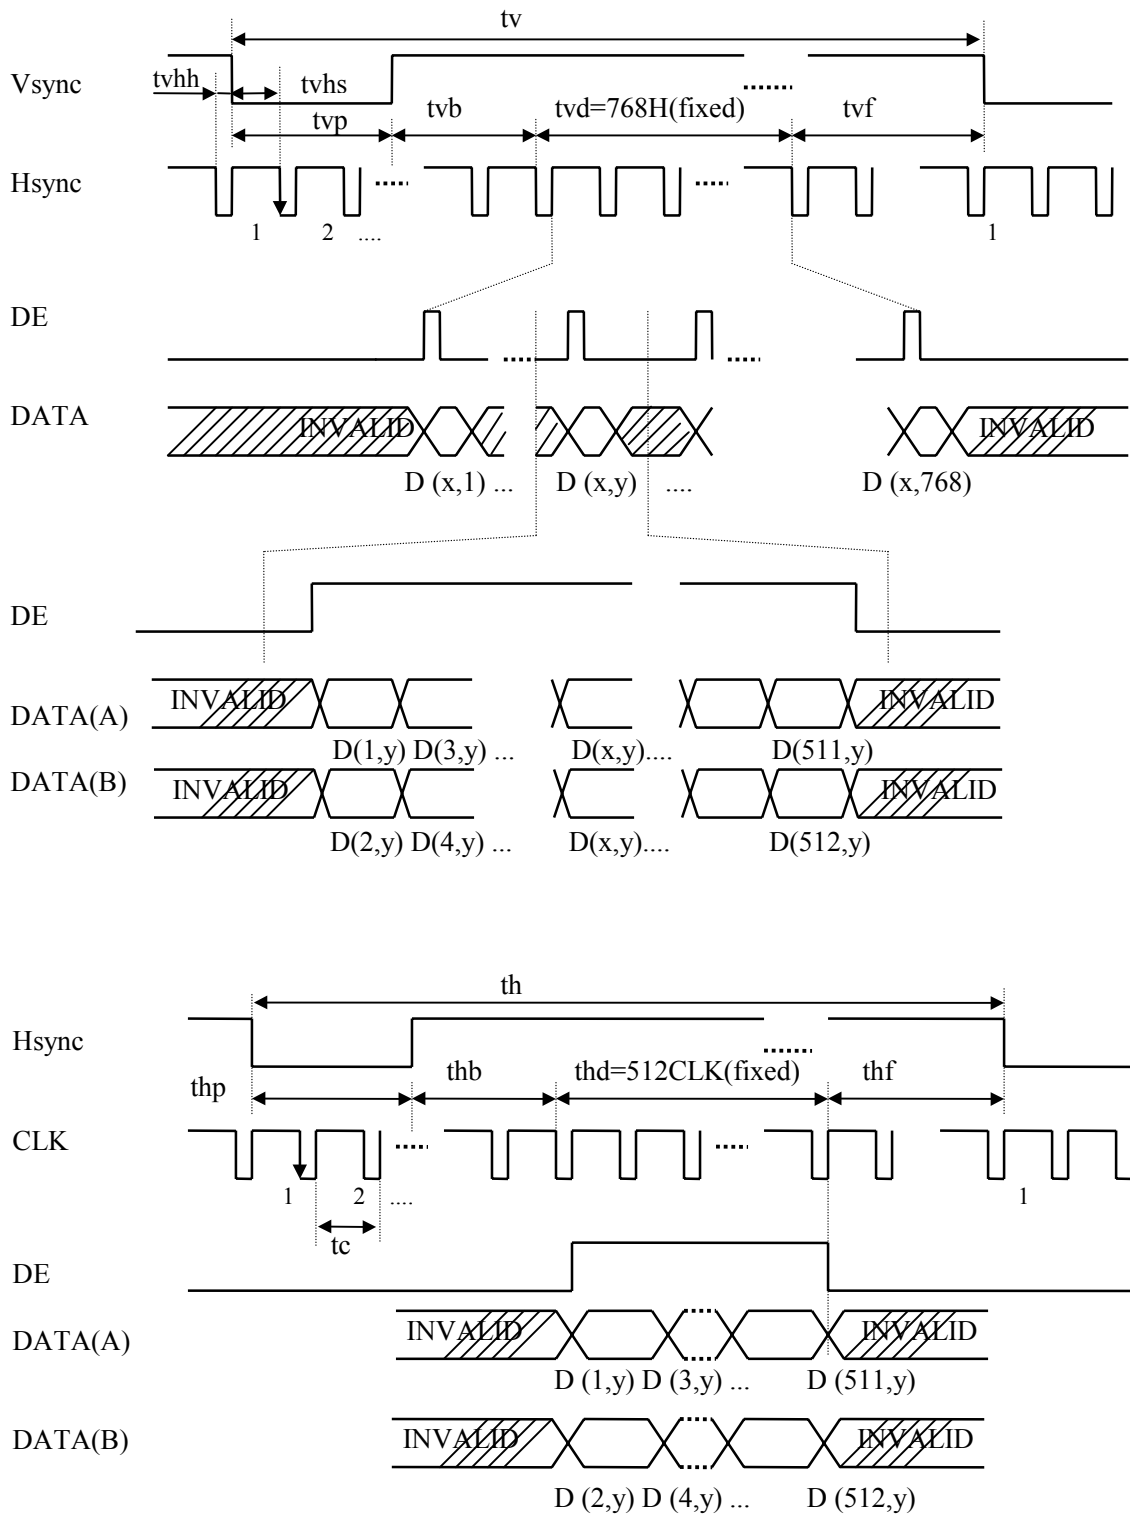 tv
Vsync
tvhh
tvhs
tvp
tvb
tvd=768H(fixed)
tvf
Hsync
1 2 .... 1
DE
DATA
INVALID INVALID
D (x,1) ... D (x,y) .... D (x,768)
DE
DATA(A)
INVALID INVALID
D(1,y) D(3,y) ... D(x,y).... D(511,y)
DATA(B)
INVALID INVALID
D(2,y) D(4,y) ... D(x,y).... D(512,y)
th
Hsync
thp
thb
thd=512CLK(fixed)
thf
CLK
1 2 .... 1
tc
DE
DATA(A)
INVALID INVALID
D (1,y) D (3,y) ... D (511,y)
DATA(B)
INVALID INVALID
D (2,y) D (4,y) ... D (512,y)